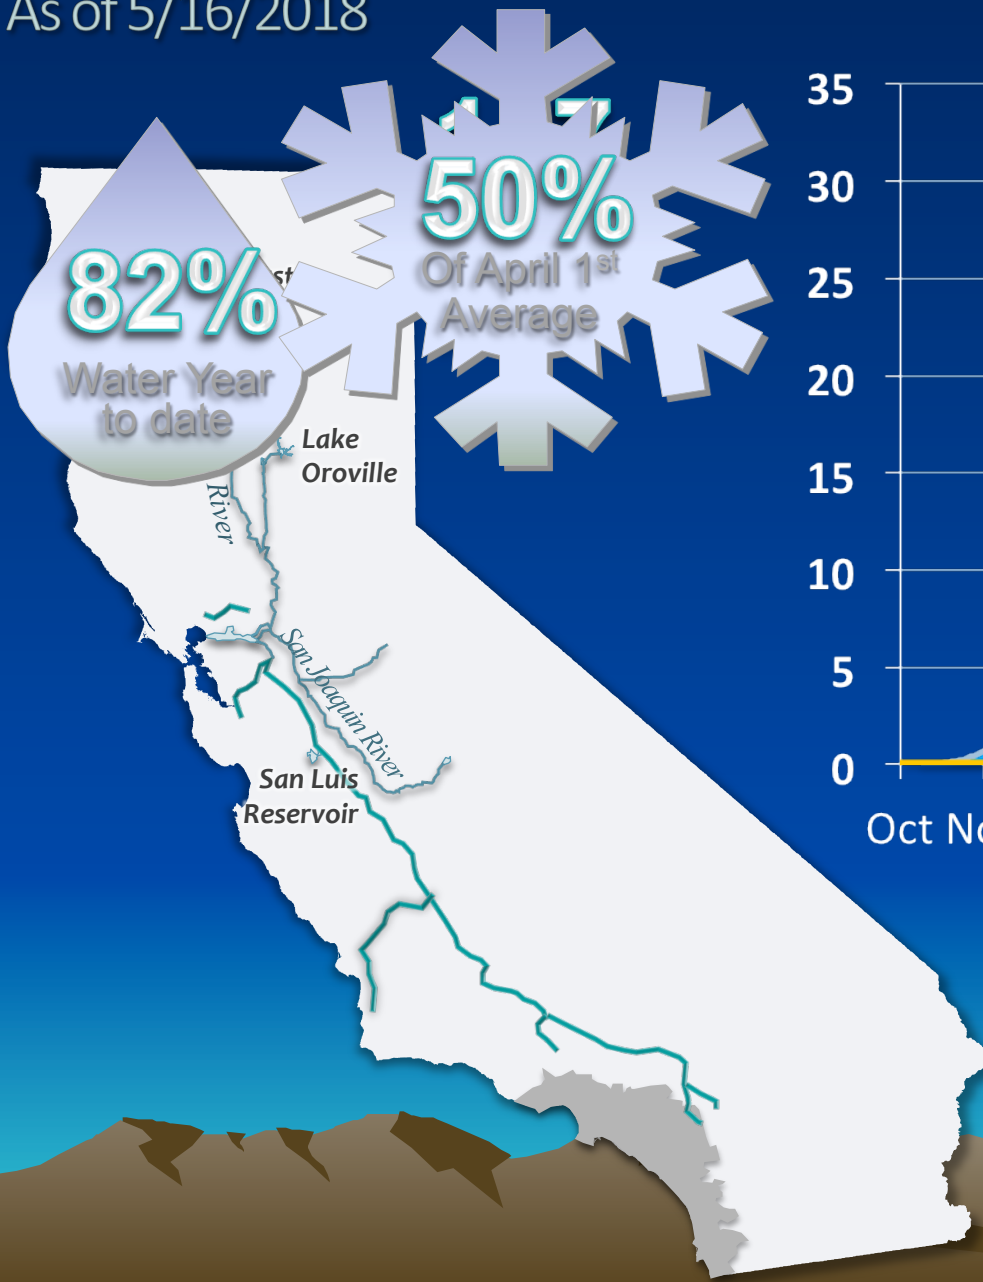 As of 5/16/2018
50%
Of April 1st
Average
82%
Water Year
to date
Lake
Oroville
River
San Joaquin River
San Luis
Reservoir
35
30
25
20
15
10
5
0
Oct